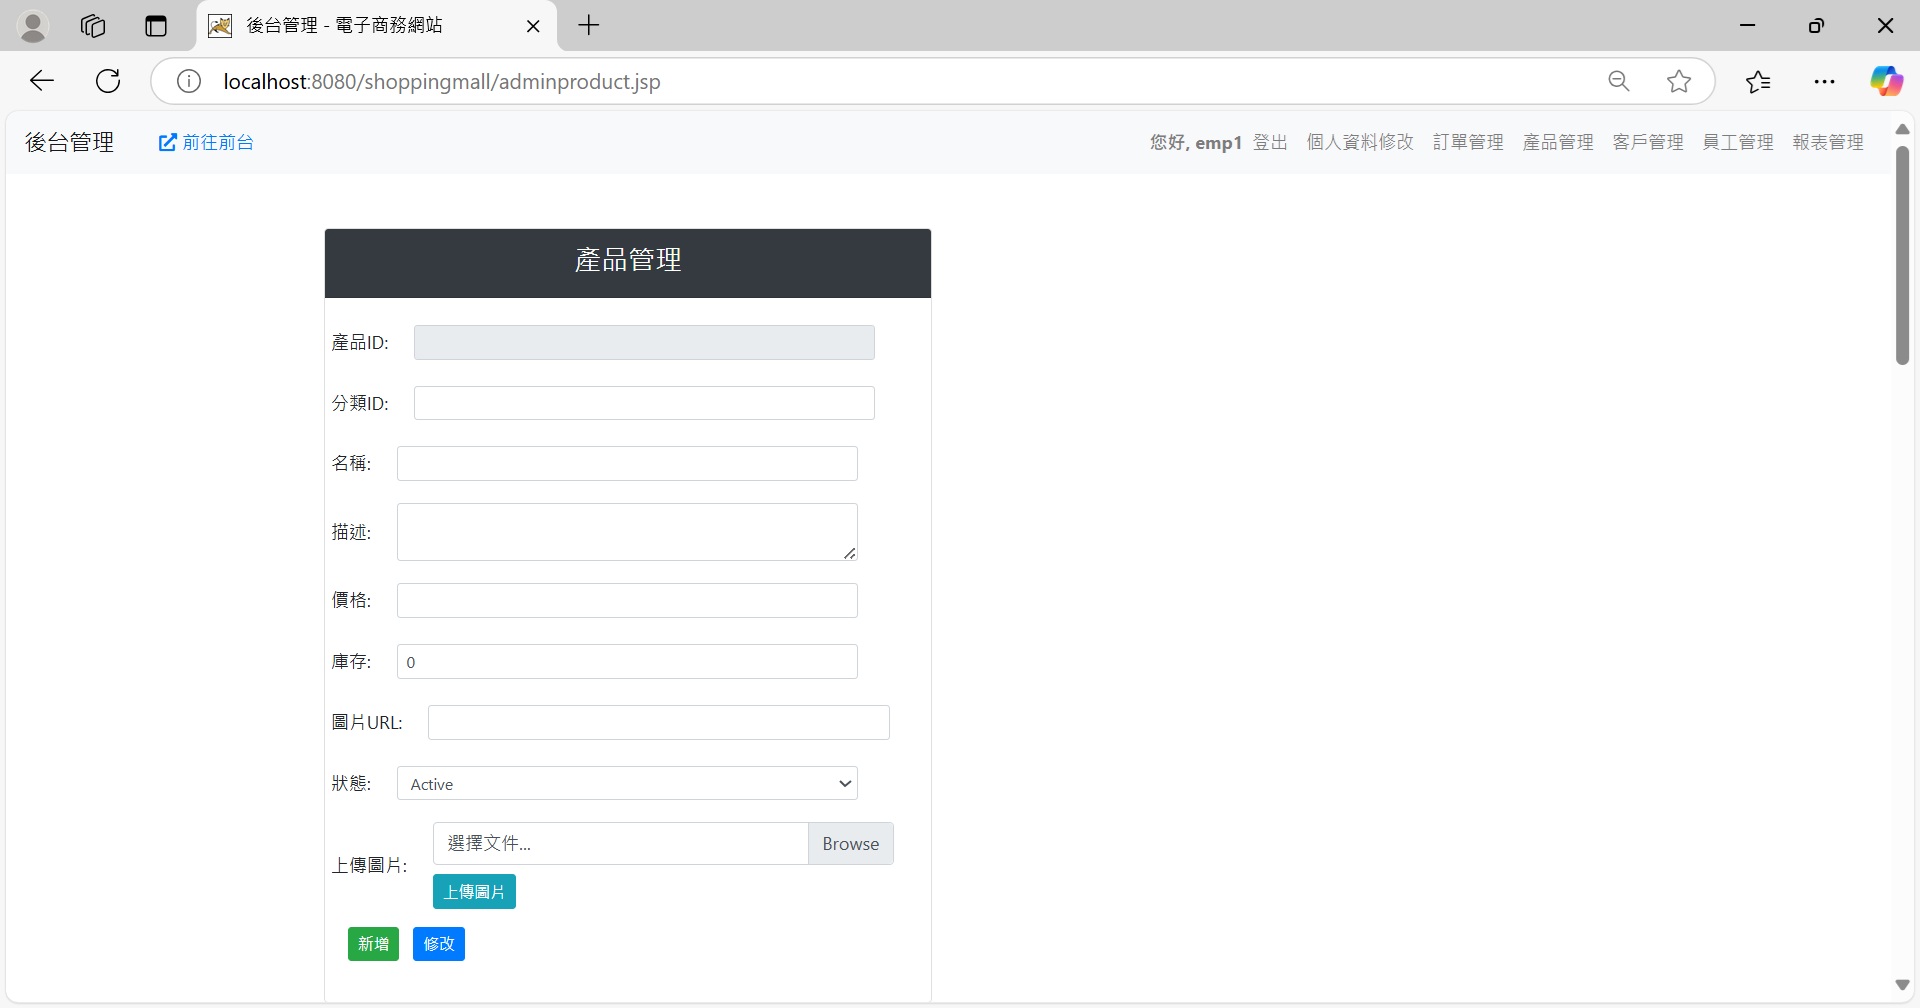 後台管理 - 電子商務網站
localhost:8080/shoppingmall/adminproduct.jsp
後台管理 前往前台 您好, emp1 登出 個人資料修改 訂單管理 產品管理 客戶管理 員工管理 報表管理
產品管理
產品ID:
分類ID:
名稱:
描述:
價格:
庫存: 0
圖片URL:
狀態: Active
選擇文件... Browse
上傳圖片:
上傳圖片
新增 修改